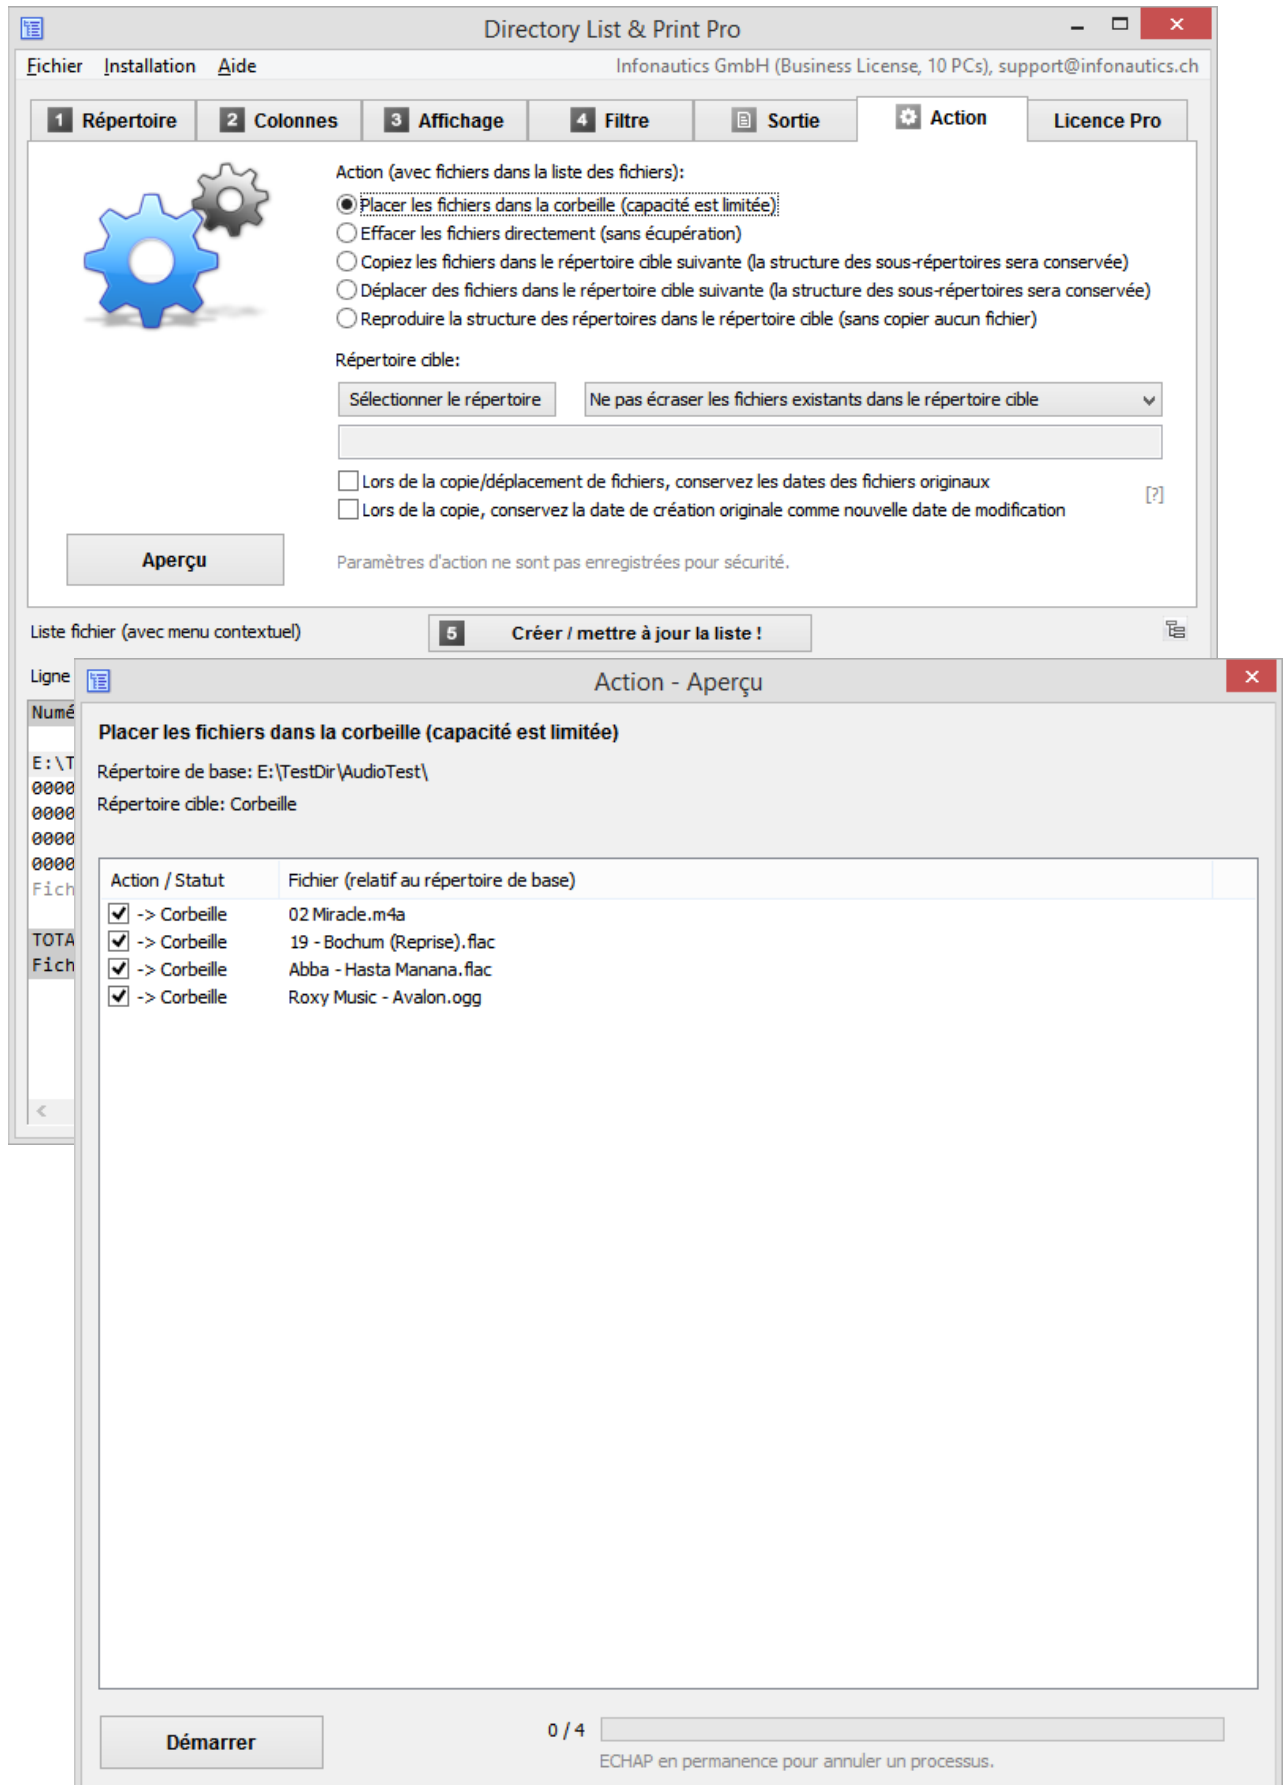 Directory List & Print Pro
Fichier Installation Aide Infonautics GmbH (Business License, 10 PCs), support@infonautics.ch
1 Répertoire 2 Colonnes 3 Affichage 4 Filtre Sortie Action Licence Pro
Action (avec fichiers dans la liste des fichiers):
Placer les fichiers dans la corbeille (capacité est limitée)
Effacer les fichiers directement (sans écupération)
Copiez les fichiers dans le répertoire cible suivante (la structure des sous-répertoires sera conservée)
Déplacer des fichiers dans le répertoire cible suivante (la structure des sous-répertoires sera conservée)
Reproduire la structure des répertoires dans le répertoire cible (sans copier aucun fichier)
Répertoire cible:
Sélectionner le répertoire Ne pas écraser les fichiers existants dans le répertoire cible
Lors de la copie/déplacement de fichiers, conservez les dates des fichiers originaux
[?]
Lors de la copie, conservez la date de création originale comme nouvelle date de modification
Aperçu Paramètres d'action ne sont pas enregistrées pour sécurité.
Liste fichier (avec menu contextuel) 5 Créer / mettre à jour la liste !
Ligne
Numé
E:\T
0000
0000
0000
0000
Fich
TOTA
Fich
Action - Aperçu
Placer les fichiers dans la corbeille (capacité est limitée)
Répertoire de base: E:\TestDir\AudioTest\
Répertoire cible: Corbeille
Action / Statut Fichier (relatif au répertoire de base)
-> Corbeille 02 Miracle.m4a
-> Corbeille 19 - Bochum (Reprise).flac
-> Corbeille Abba - Hasta Manana.flac
-> Corbeille Roxy Music - Avalon.ogg
Démarrer 0 / 4
ECHAP en permanence pour annuler un processus.